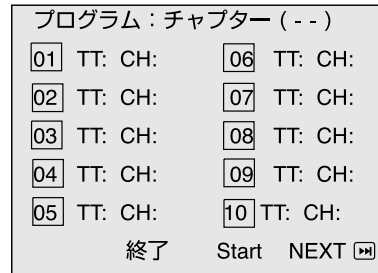 プログラム：チャプター ( - - )
01 TT: CH: 06 TT: CH:
02 TT: CH: 07 TT: CH:
03 TT: CH: 08 TT: CH:
04 TT: CH: 09 TT: CH:
05 TT: CH: 10 TT: CH:
終了 Start NEXT ⏭